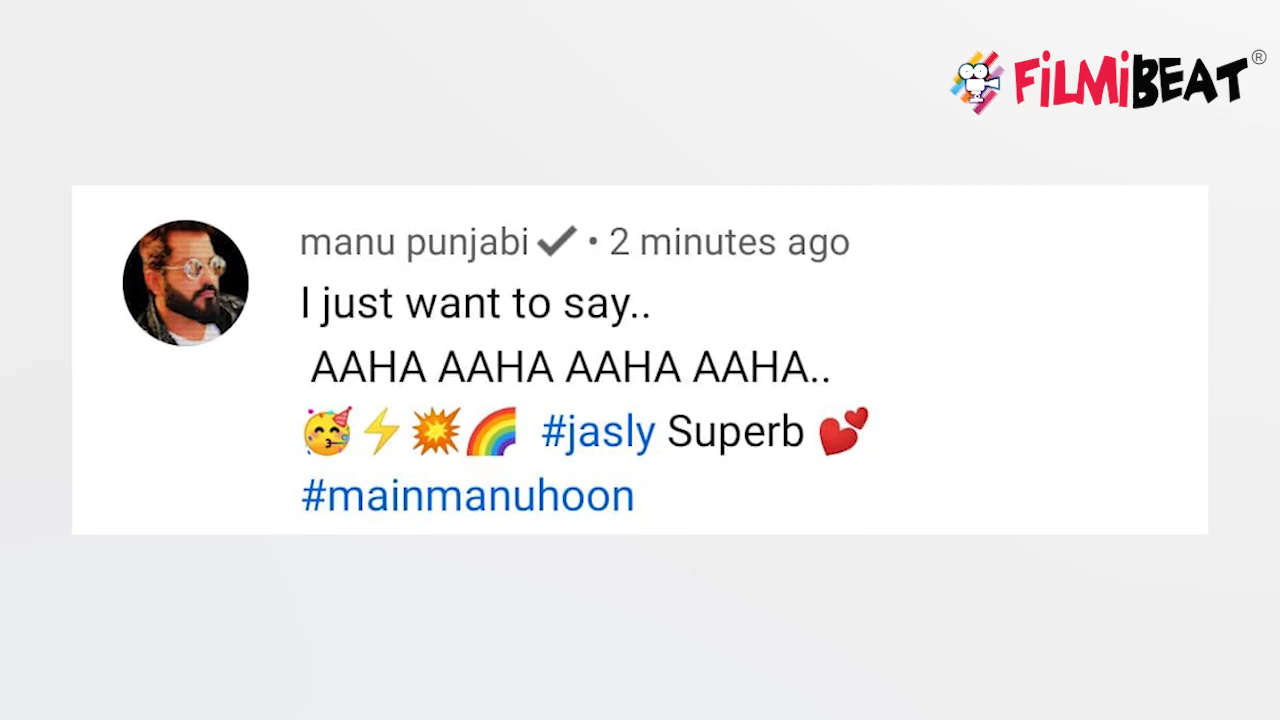 FiLMiBEAT®
manu punjabi ✔ • 2 minutes ago
I just want to say..
AAHA AAHA AAHA AAHA..
🥳⚡💥🌈 #jasly Superb 💕
#mainmanuhoon